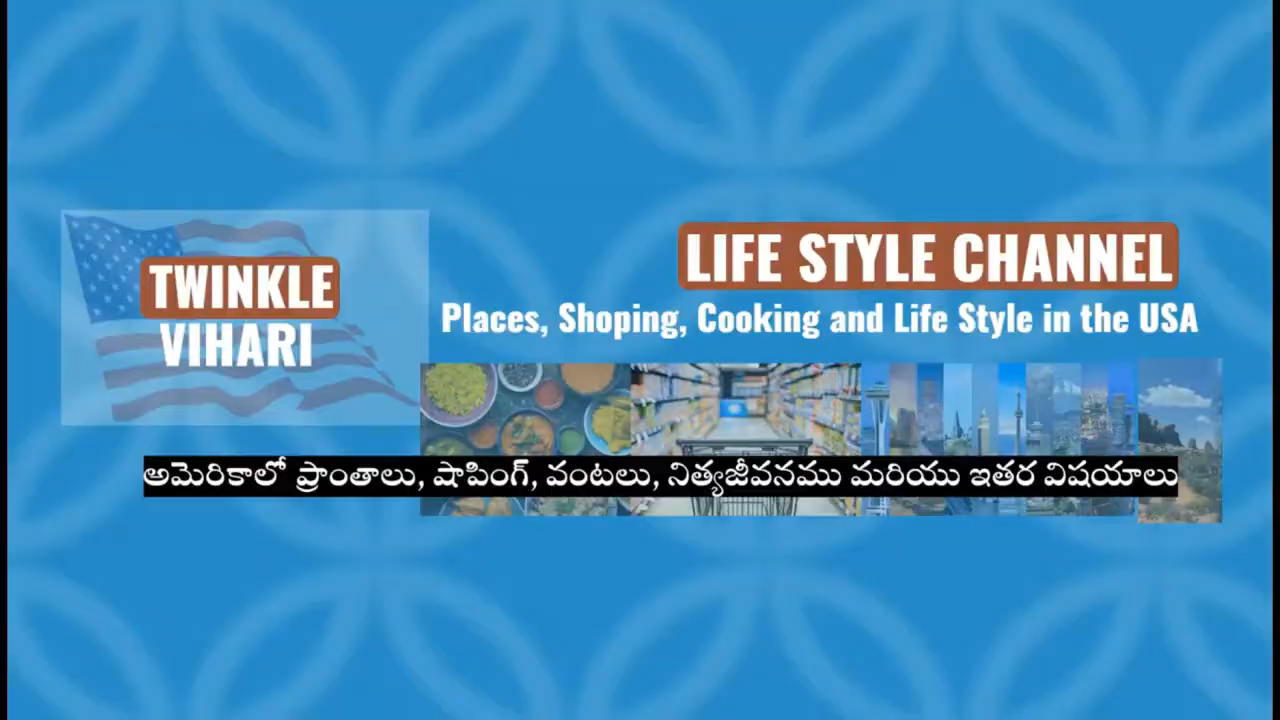 TWINKLE
VIHARI
LIFE STYLE CHANNEL
Places, Shoping, Cooking and Life Style in the USA
అమెరికాలో ప్రాంతాలు, షాపింగ్, వంటలు, నిత్యజీవనము మరియు ఇతర విషయాలు